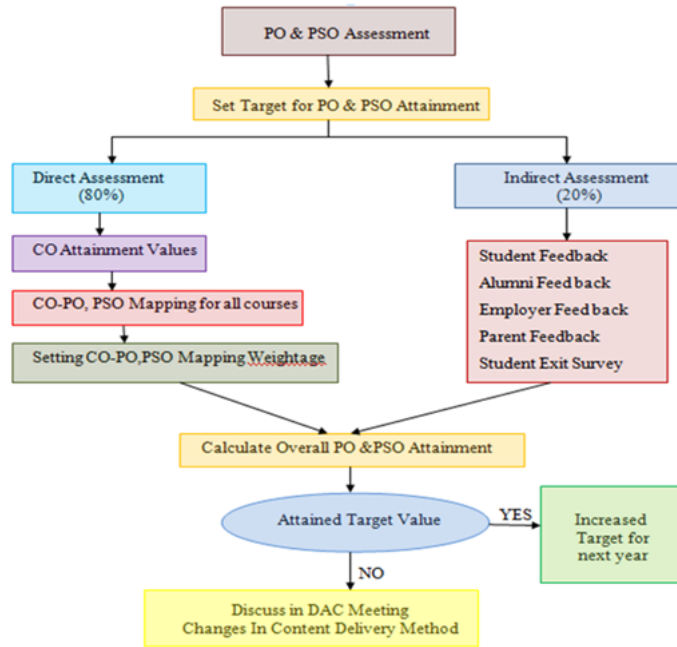 PO & PSO Assessment
Set Target for PO & PSO Attainment
Direct Assessment
(80%)
Indirect Assessment
(20%)
CO Attainment Values
CO-PO, PSO Mapping for all courses
Setting CO-PO,PSO Mapping Weightage
Student Feedback
Alumni Feed back
Employer Feed back
Parent Feedback
Student Exit Survey
Calculate Overall PO &PSO Attainment
Attained Target Value
YES
Increased
Target for
next year
NO
Discuss in DAC Meeting
Changes In Content Delivery Method